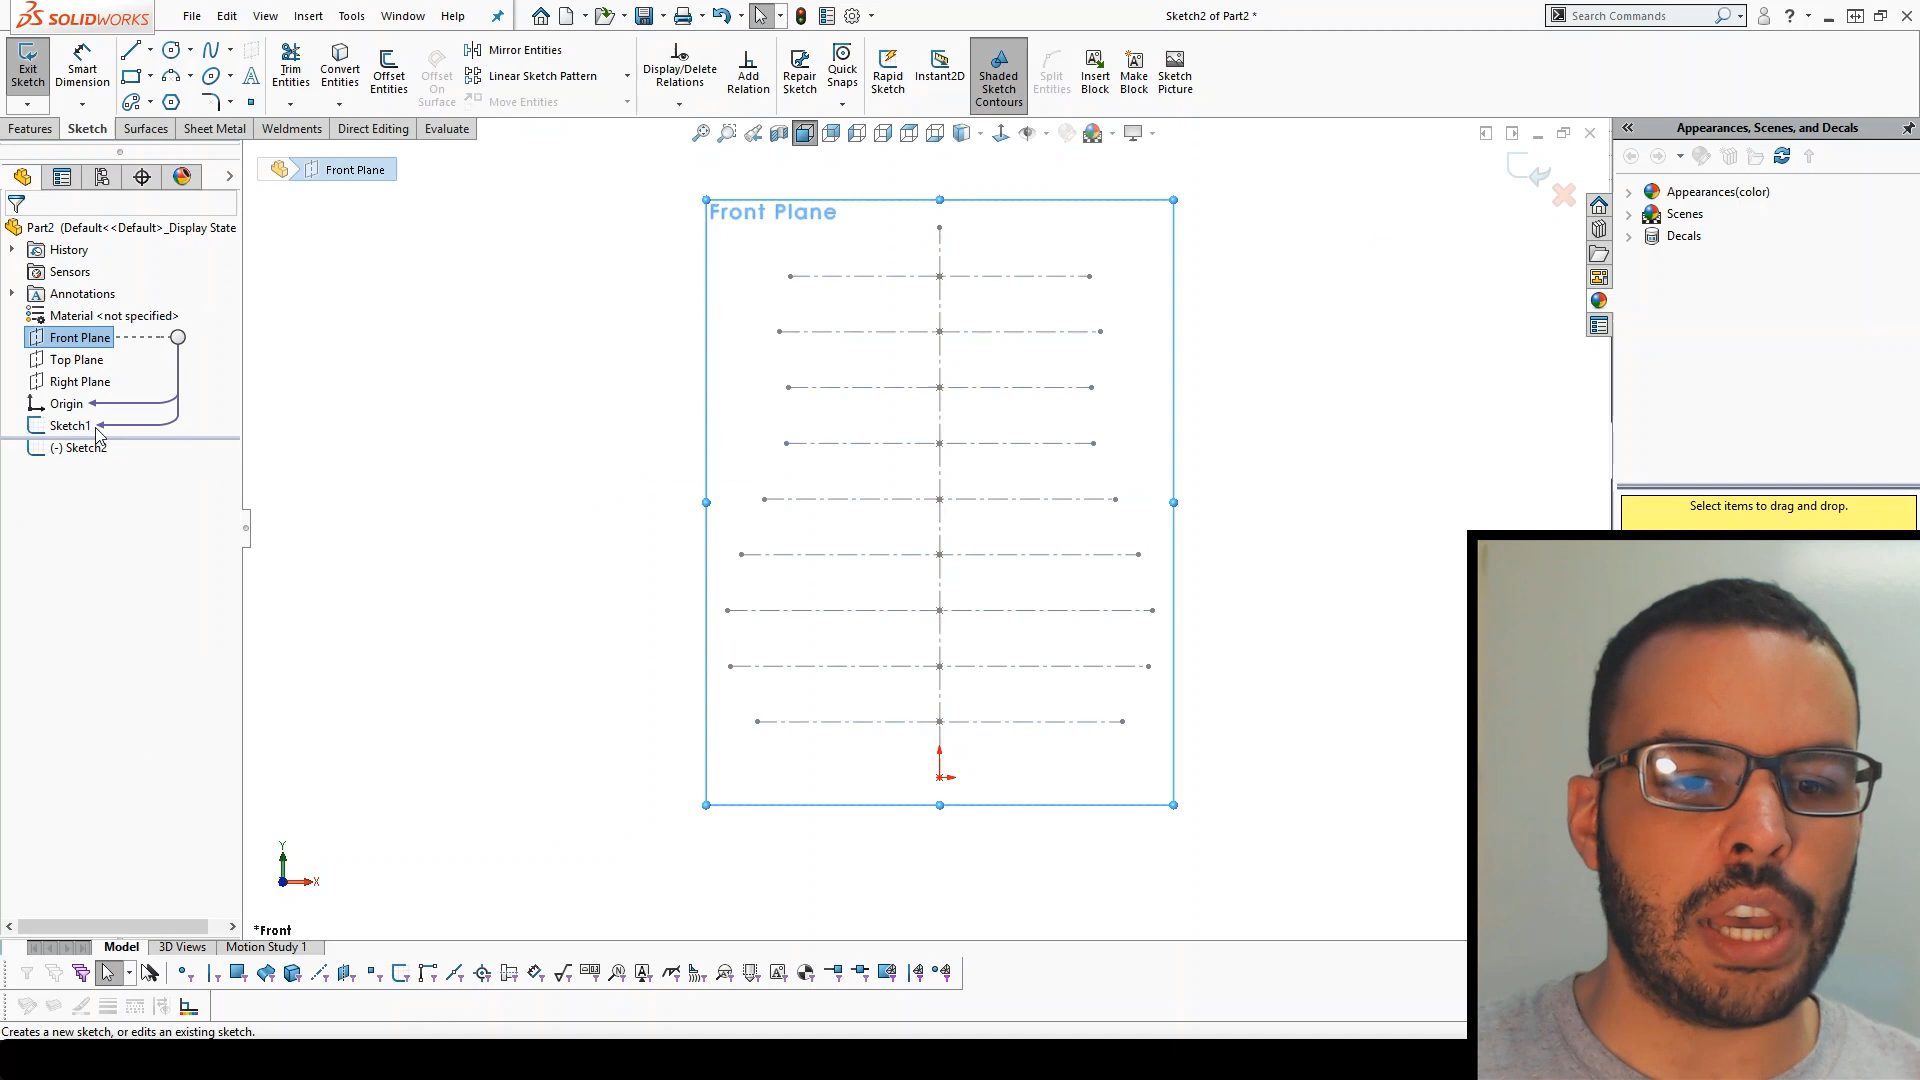 SOLIDWORKS File Edit View Insert Tools Window Help Sketch2 of Part2 * Search Commands
Exit Sketch
Smart Dimension
Trim Entities
Convert Entities
Offset Entities
Offset On Surface
Mirror Entities
Linear Sketch Pattern
Move Entities
Display/Delete Relations
Add Relation
Repair Sketch
Quick Snaps
Rapid Sketch
Instant2D
Shaded Sketch Contours
Split Entities
Insert Block
Make Block
Sketch Picture
Features Sketch Surfaces Sheet Metal Weldments Direct Editing Evaluate
Appearances, Scenes, and Decals
Front Plane
Front Plane
Part2 (Default<<Default>_Display State
History
Sensors
Annotations
Material <not specified>
Front Plane
Top Plane
Right Plane
Origin
Sketch1
(-) Sketch2
Appearances(color)
Scenes
Decals
Select items to drag and drop.
Y
X
*Front
Model 3D Views Motion Study 1
Creates a new sketch, or edits an existing sketch.